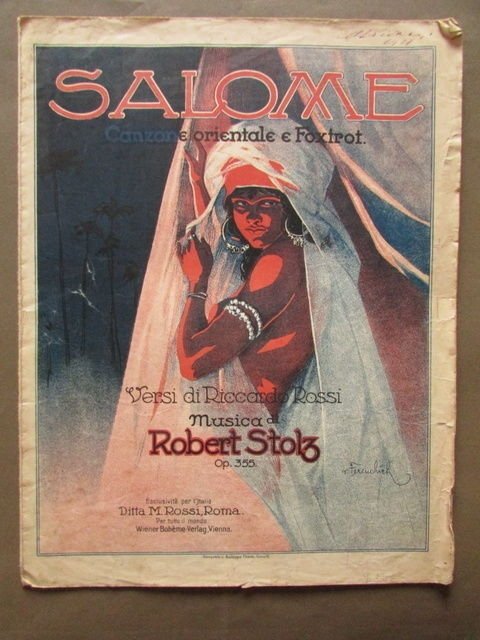 SALOME
Canzone orientale e Foxtrot.
Versi di Riccardo Rossi
Musica di
Robert Stolz
Op. 355.
Esclusività per l'Italia
Ditta M. Rossi, Roma.
Per tutto il mondo
Wiener Bohême-Verlag, Vienna.